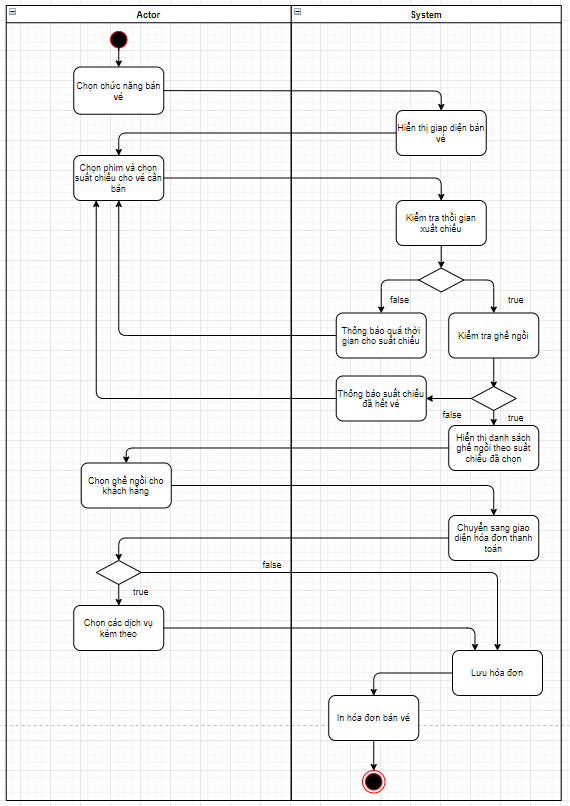 Actor
System
Chọn chức năng bán
vé
Hiển thị giap diện bán
vé
Chọn phim và chọn
suất chiếu cho vé cần
bán
Kiểm tra thời gian
xuất chiếu
false
true
Thông báo quá thời
gian cho suất chiếu
Kiểm tra ghế ngồi
Thông báo suất chiếu
đã hết vé
false
true
Hiển thị danh sách
ghế ngồi theo suất
chiếu đã chọn
Chọn ghế ngồi cho
khách hàng
Chuyển sang giao
diện hóa đơn thanh
toán
false
true
Chọn các dịch vụ
kèm theo
Lưu hóa đơn
In hóa đơn bán vé